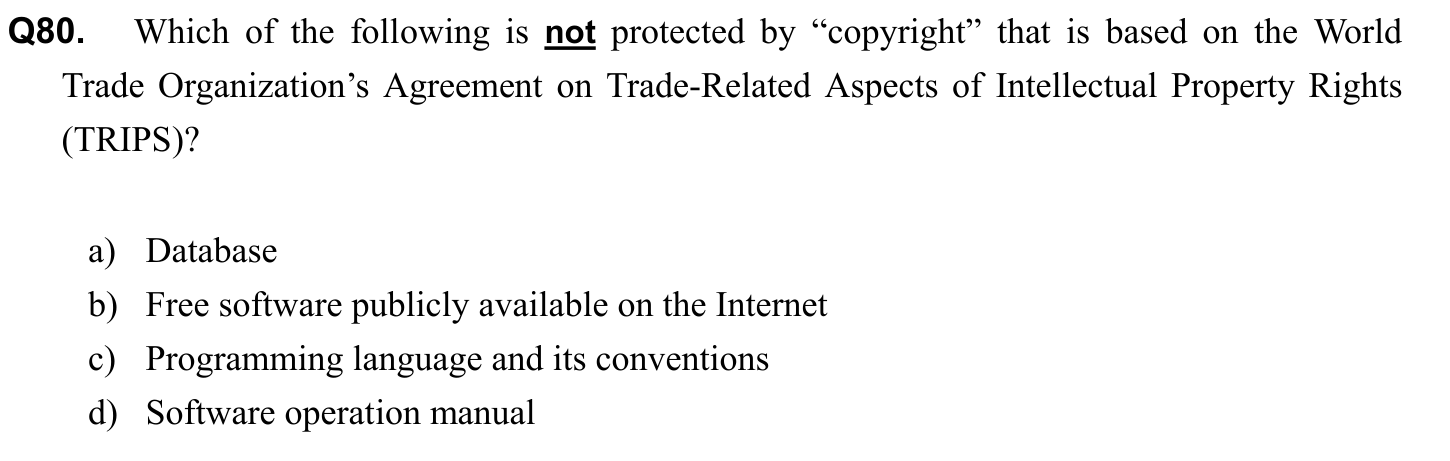 Q80. Which of the following is not protected by “copyright” that is based on the World
Trade Organization’s Agreement on Trade-Related Aspects of Intellectual Property Rights
(TRIPS)?
a) Database
b) Free software publicly available on the Internet
c) Programming language and its conventions
d) Software operation manual